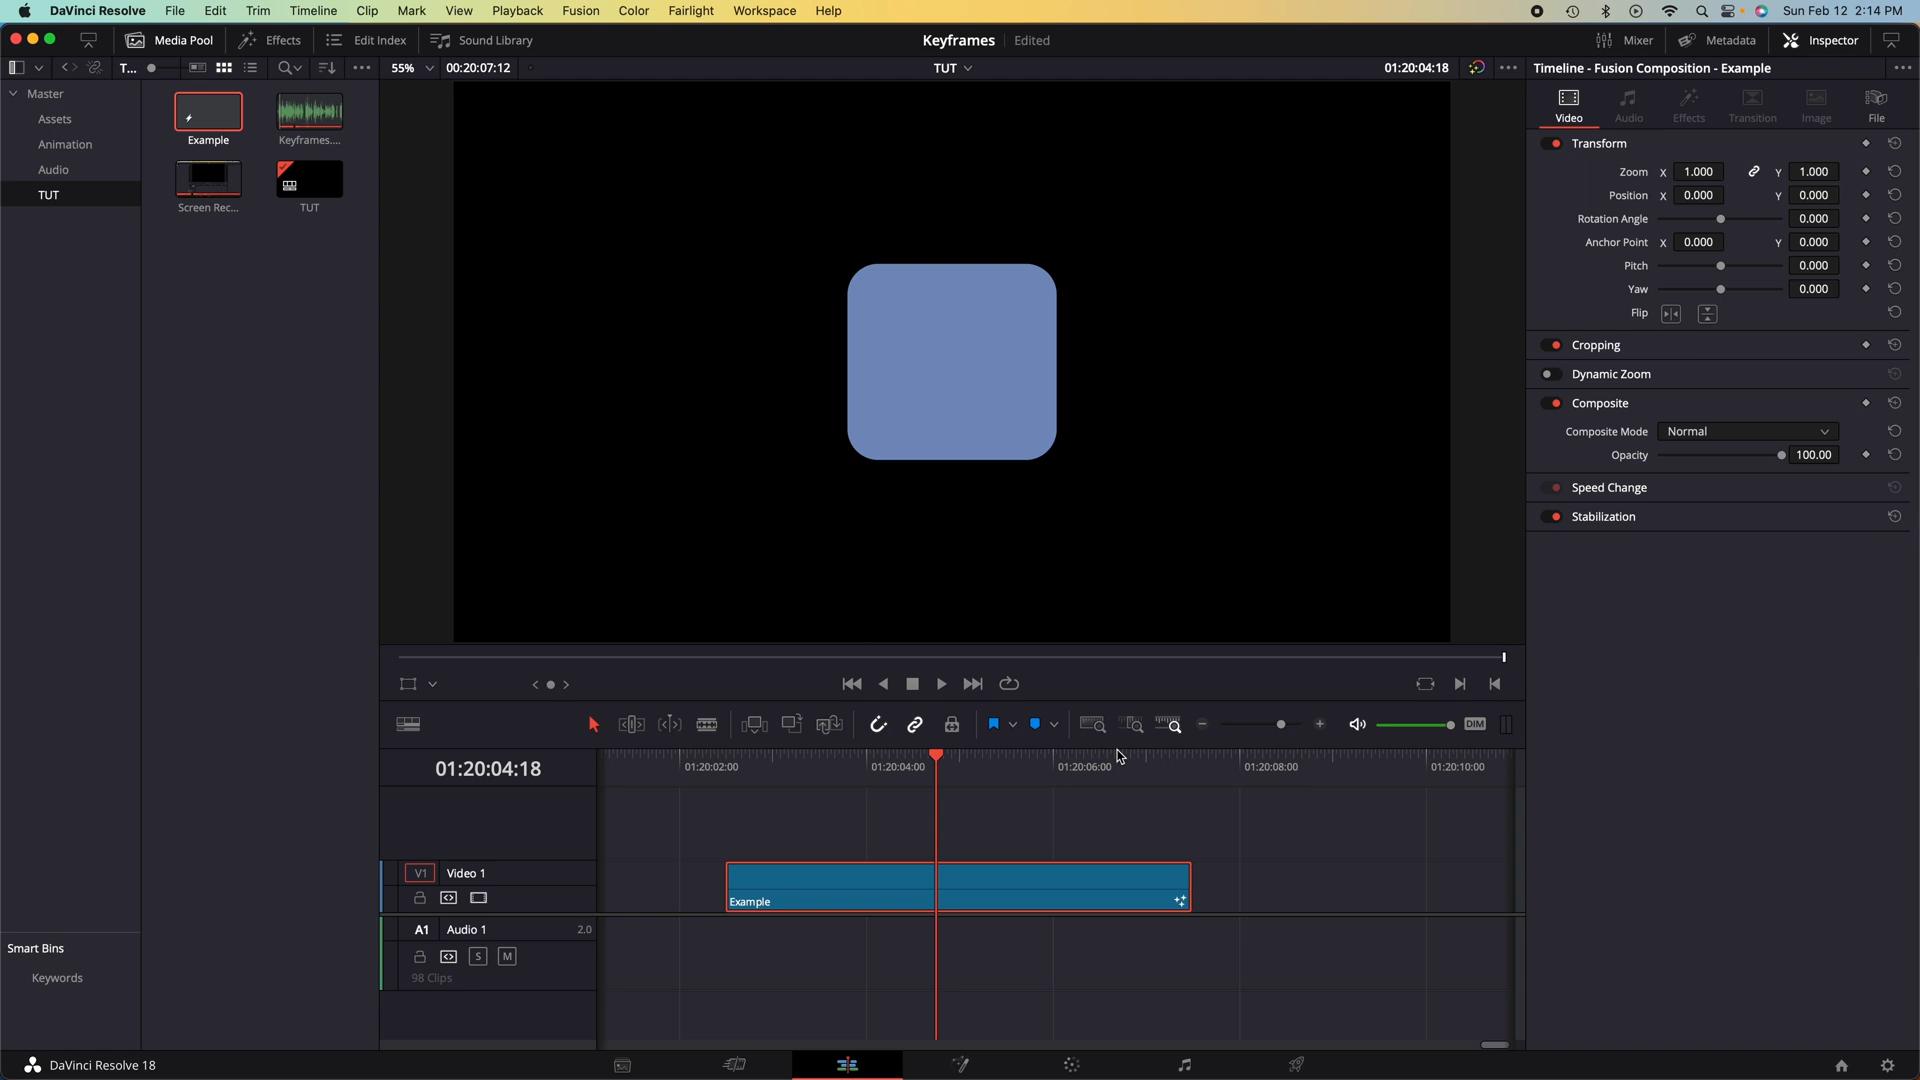 DaVinci Resolve File Edit Trim Timeline Clip Mark View Playback Fusion Color Fairlight Workspace Help Sun Feb 12 2:14 PM
Media Pool Effects Edit Index Sound Library Keyframes Edited Mixer Metadata Inspector
T... 55% 00:20:07:12 TUT 01:20:04:18 Timeline - Fusion Composition - Example
Master
Assets
Animation
Audio
TUT
Example
Keyframes....
Screen Rec...
TUT
Video Audio Effects Transition Image File
Transform
Zoom X 1.000 Y 1.000
Position X 0.000 Y 0.000
Rotation Angle 0.000
Anchor Point X 0.000 Y 0.000
Pitch 0.000
Yaw 0.000
Flip
Cropping
Dynamic Zoom
Composite
Composite Mode Normal
Opacity 100.00
Speed Change
Stabilization
DIM
01:20:04:18 01:20:02:00 01:20:04:00 01:20:06:00 01:20:08:00 01:20:10:00
V1 Video 1
Example
A1 Audio 1 2.0
S M
98 Clips
Smart Bins
Keywords
DaVinci Resolve 18